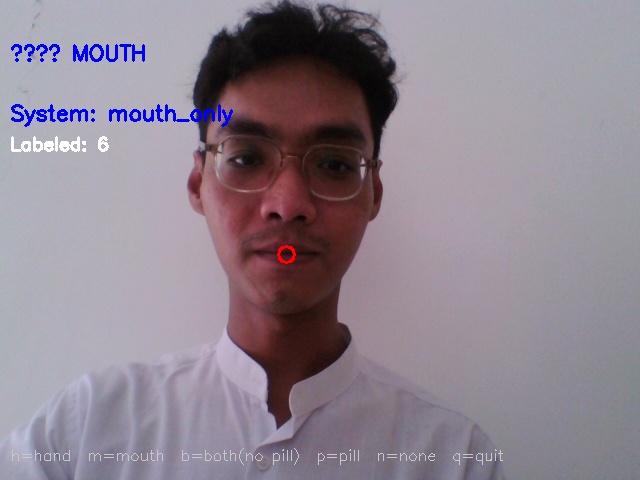 ???? MOUTH
System: mouth_only
Labeled: 6
h=hand m=mouth b=both(no pill) p=pill n=none q=quit